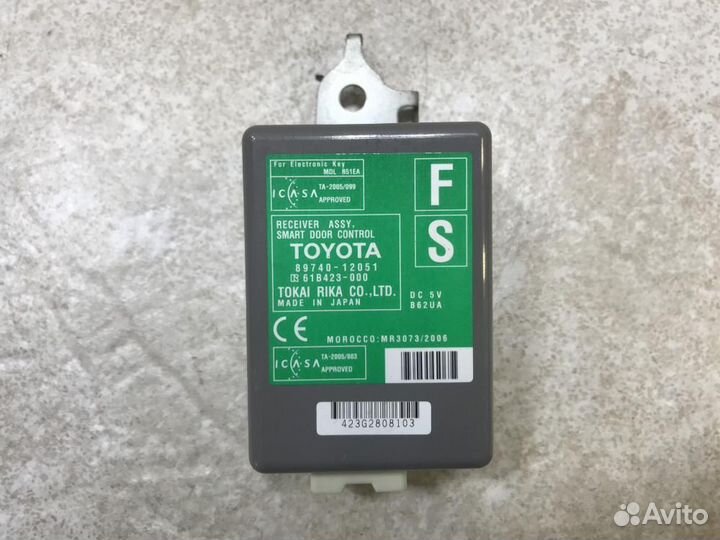 For Electronic Key
MDL B51EA
ICASA
TA-2005/099
APPROVED
F
S
RECEIVER ASSY,
SMART DOOR CONTROL
TOYOTA
89740-12051
61B423-000
TOKAI RIKA CO.,LTD.
MADE IN JAPAN
DC 5V
B62UA
CE
MOROCCO:MR3073/2006
ICASA
TA-2005/083
APPROVED
423G2808103
Avito